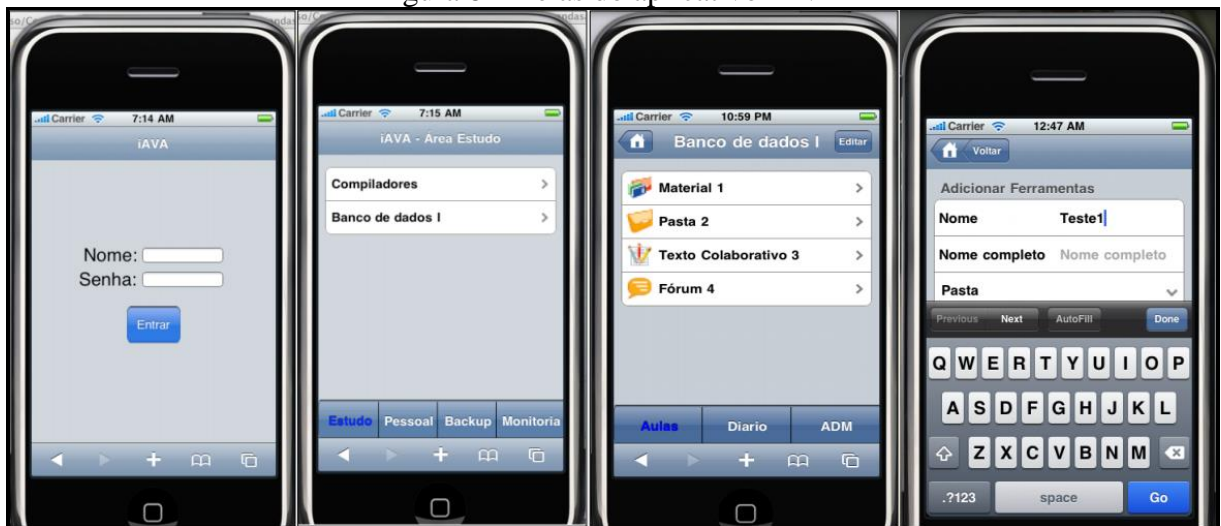 Carrier 7:14 AM
iAVA
Nome:
Senha:
Entrar
Carrier 7:15 AM
iAVA - Área Estudo
Compiladores
Banco de dados I
Estudo Pessoal Backup Monitoria
Carrier 10:59 PM
Banco de dados I Editar
Material 1
Pasta 2
Texto Colaborativo 3
Fórum 4
Aulas Diario ADM
Carrier 12:47 AM
Voltar
Adicionar Ferramentas
Nome Teste1
Nome completo Nome completo
Pasta
Previous Next AutoFill Done
Q W E R T Y U I O P
A S D F G H J K L
Z X C V B N M
.?123 space Go